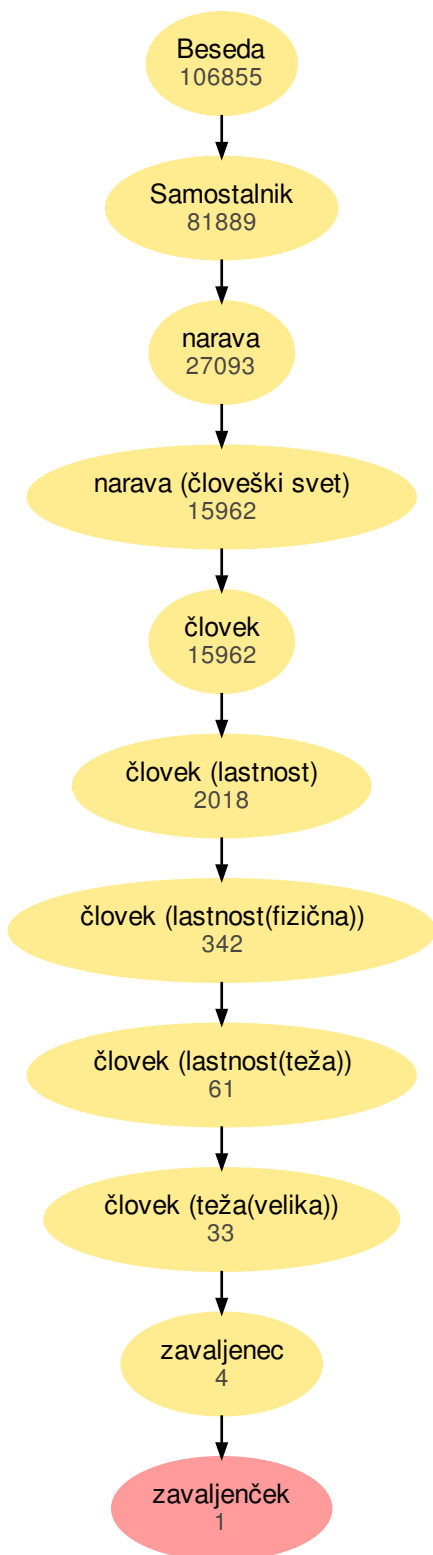 Beseda
106855
Samostalnik
81889
narava
27093
narava (človeški svet)
15962
človek
15962
človek (lastnost)
2018
človek (lastnost(fizična))
342
človek (lastnost(teža))
61
človek (teža(velika))
33
zavaljenec
4
zavaljenček
1